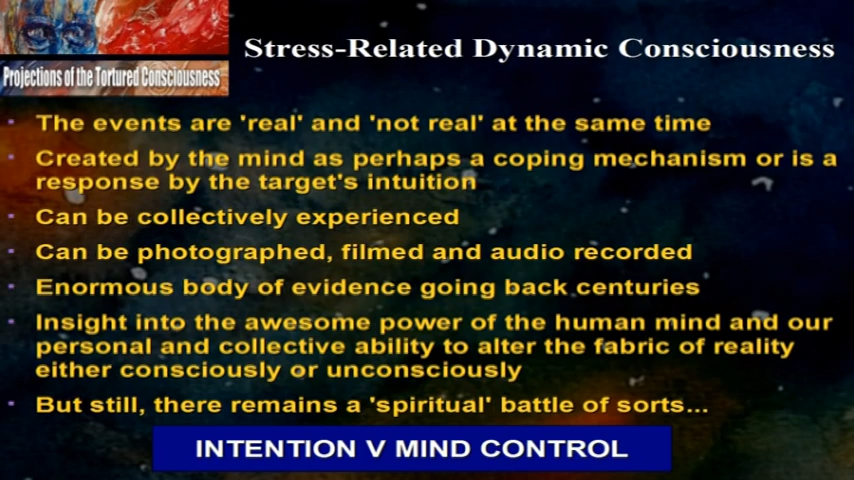 Stress-Related Dynamic Consciousness
Projections of the Tortured Consciousness
The events are 'real' and 'not real' at the same time
Created by the mind as perhaps a coping mechanism or is a
response by the target's intuition
Can be collectively experienced
Can be photographed, filmed and audio recorded
Enormous body of evidence going back centuries
Insight into the awesome power of the human mind and our
personal and collective ability to alter the fabric of reality
either consciously or unconsciously
But still, there remains a 'spiritual' battle of sorts...
INTENTION V MIND CONTROL